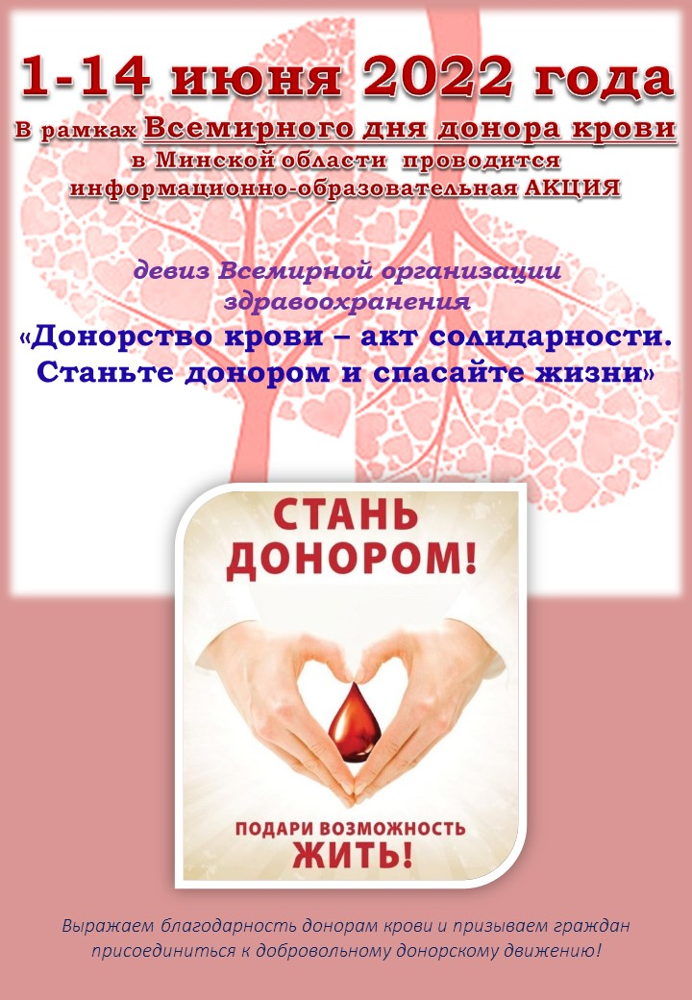 1-14 июня 2022 года
В рамках Всемирного дня донора крови
в Минской области проводится
информационно-образовательная АКЦИЯ
девиз Всемирной организации
здравоохранения
«Донорство крови – акт солидарности.
Станьте донором и спасайте жизни»
СТАНЬ
ДОНОРОМ!
ПОДАРИ ВОЗМОЖНОСТЬ
ЖИТЬ!
Выражаем благодарность донорам крови и призываем граждан
присоединиться к добровольному донорскому движению!